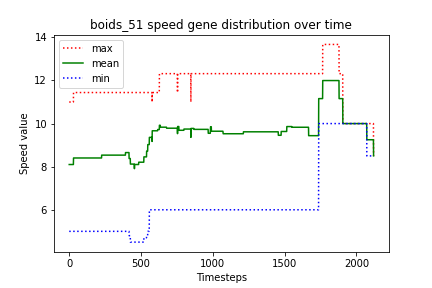 boids_51 speed gene distribution over time
max
mean
min
Speed value
14
12
10
8
6
0
500
1000
1500
2000
Timesteps